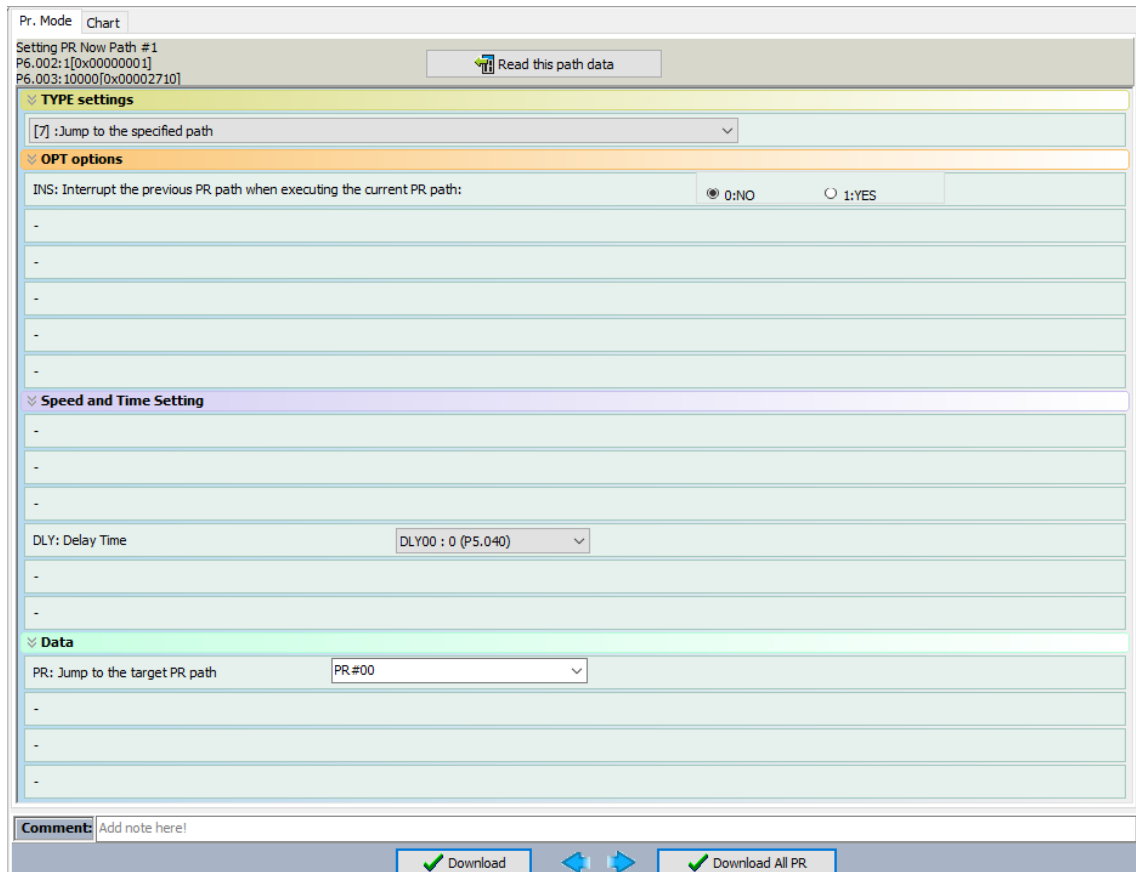 Pr. Mode Chart
Setting PR Now Path #1
P6.002:1[0x00000001]
P6.003:10000[0x00002710]
Read this path data
TYPE settings
[7] :Jump to the specified path
OPT options
INS: Interrupt the previous PR path when executing the current PR path: 0:NO 1:YES
-
-
-
-
-
Speed and Time Setting
-
-
-
DLY: Delay Time DLY00 : 0 (P5.040)
-
-
Data
PR: Jump to the target PR path PR#00
-
-
-
Comment: Add note here!
Download Download All PR